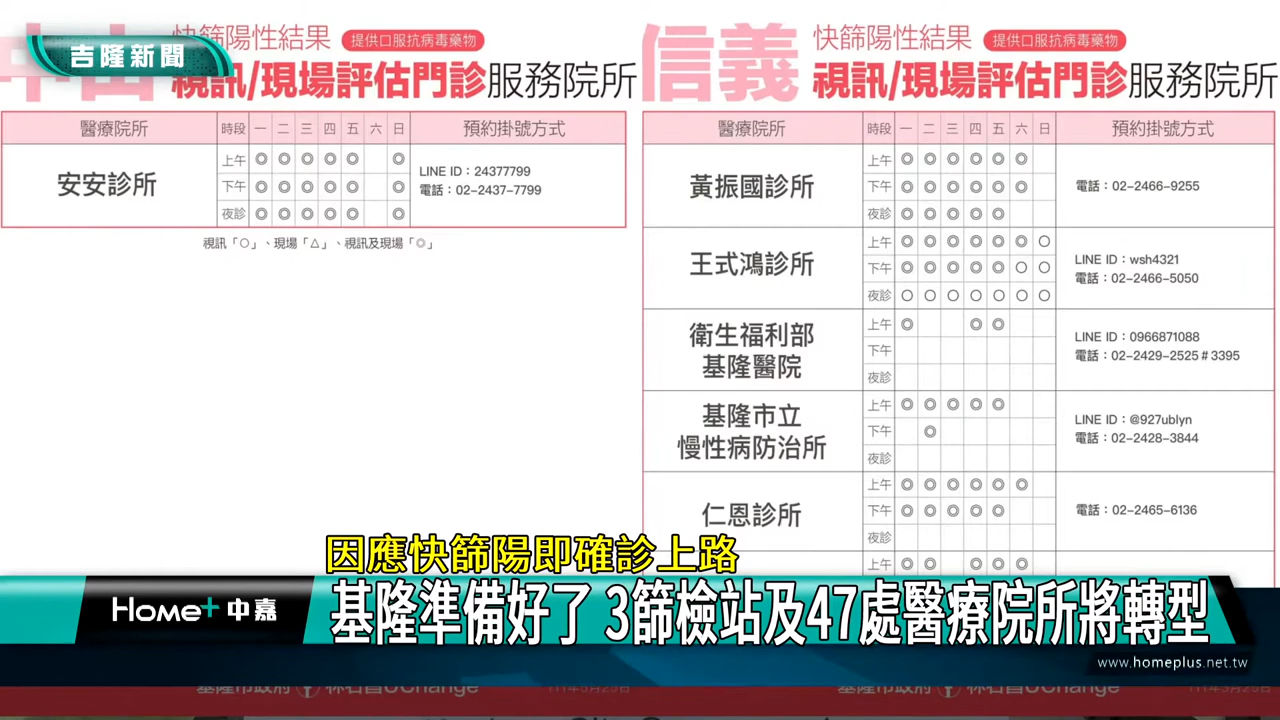 吉隆新聞
中山
快篩陽性結果 提供口服抗病毒藥物
視訊/現場評估門診服務院所
醫療院所 時段 一 二 三 四 五 六 日 預約掛號方式
安安診所
上午 ◎ ◎ ◎ ◎ ◎ ◎
下午 ◎ ◎ ◎ ◎ ◎ ◎
夜診 ◎ ◎ ◎ ◎ ◎ ◎
LINE ID:24377799
電話:02-2437-7799
視訊「○」、現場「△」、視訊及現場「◎」
信義
快篩陽性結果 提供口服抗病毒藥物
視訊/現場評估門診服務院所
醫療院所 時段 一 二 三 四 五 六 日 預約掛號方式
黃振國診所
上午 ◎ ◎ ◎ ◎ ◎ ◎
下午 ◎ ◎ ◎ ◎ ◎ ◎
夜診 ◎ ◎ ◎ ◎ ◎
電話:02-2466-9255
王式鴻診所
上午 ◎ ◎ ◎ ◎ ◎ ◎ ○
下午 ◎ ◎ ◎ ◎ ◎ ○ ○
夜診 ○ ○ ○ ○ ○ ○ ○
LINE ID:wsh4321
電話:02-2466-5050
衛生福利部
基隆醫院
上午 ◎ ◎ ◎
下午
夜診
LINE ID:0966871088
電話:02-2429-2525#3395
基隆市立
慢性病防治所
上午 ◎ ◎ ◎ ◎ ◎
下午 ◎
夜診
LINE ID:@927ublyn
電話:02-2428-3844
仁恩診所
上午 ◎ ◎ ◎ ◎ ◎ ◎
下午 ◎ ◎ ◎ ◎ ◎
夜診
電話:02-2465-6136
上午 ◎ ◎ ◎ ◎ ◎
因應快篩陽即確診上路
Home+中嘉
基隆準備好了 3篩檢站及47處醫療院所將轉型
www.homeplus.net.tw